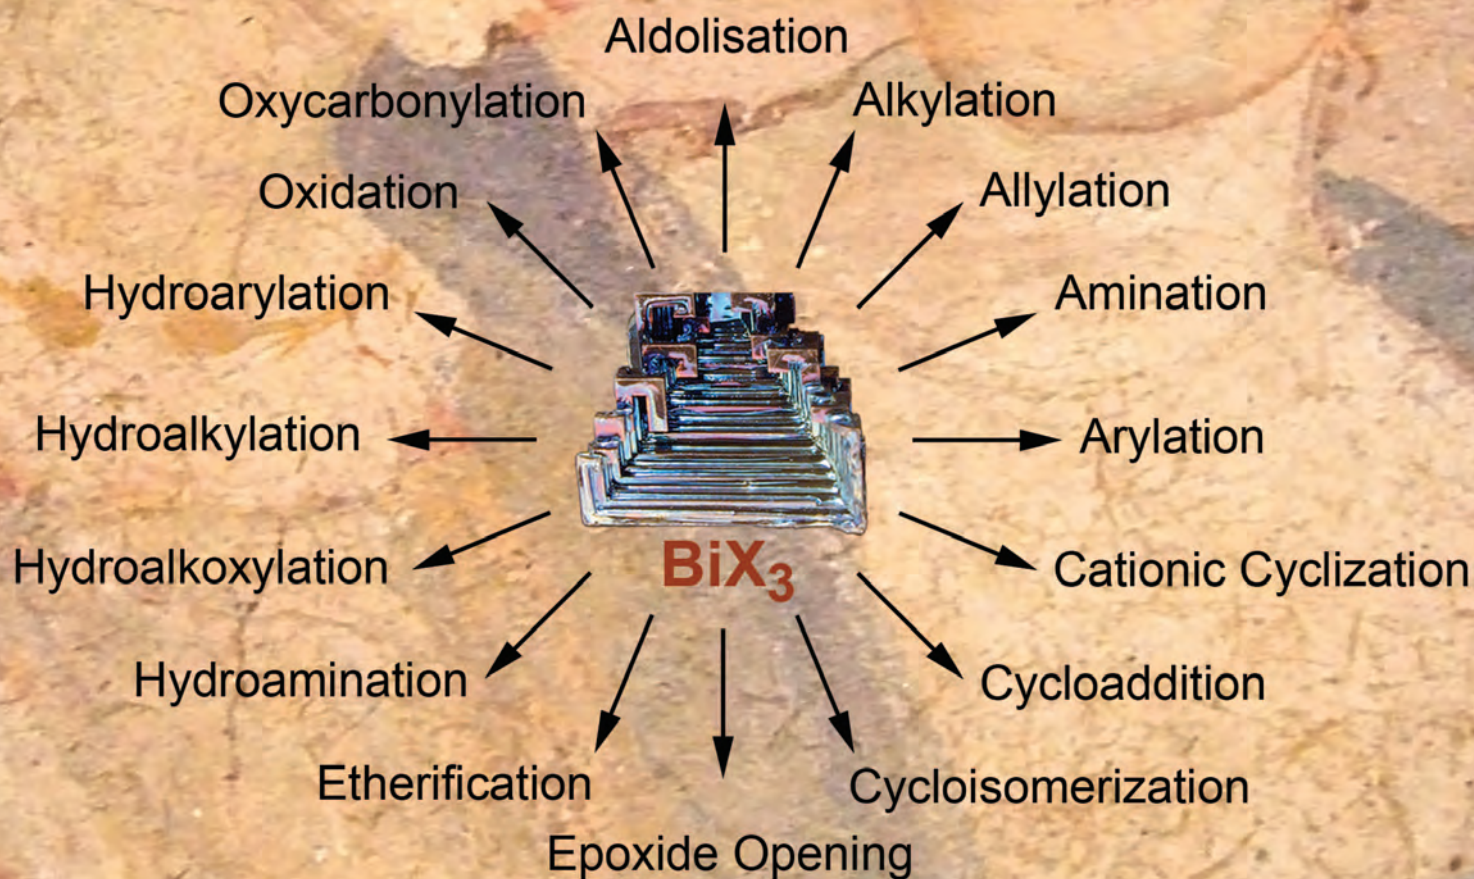 Aldolisation
Oxycarbonylation
Alkylation
Oxidation
Allylation
Hydroarylation
Amination
Hydroalkylation
Arylation
BiX₃
Hydroalkoxylation
Cationic Cyclization
Hydroamination
Cycloaddition
Etherification
Cycloisomerization
Epoxide Opening